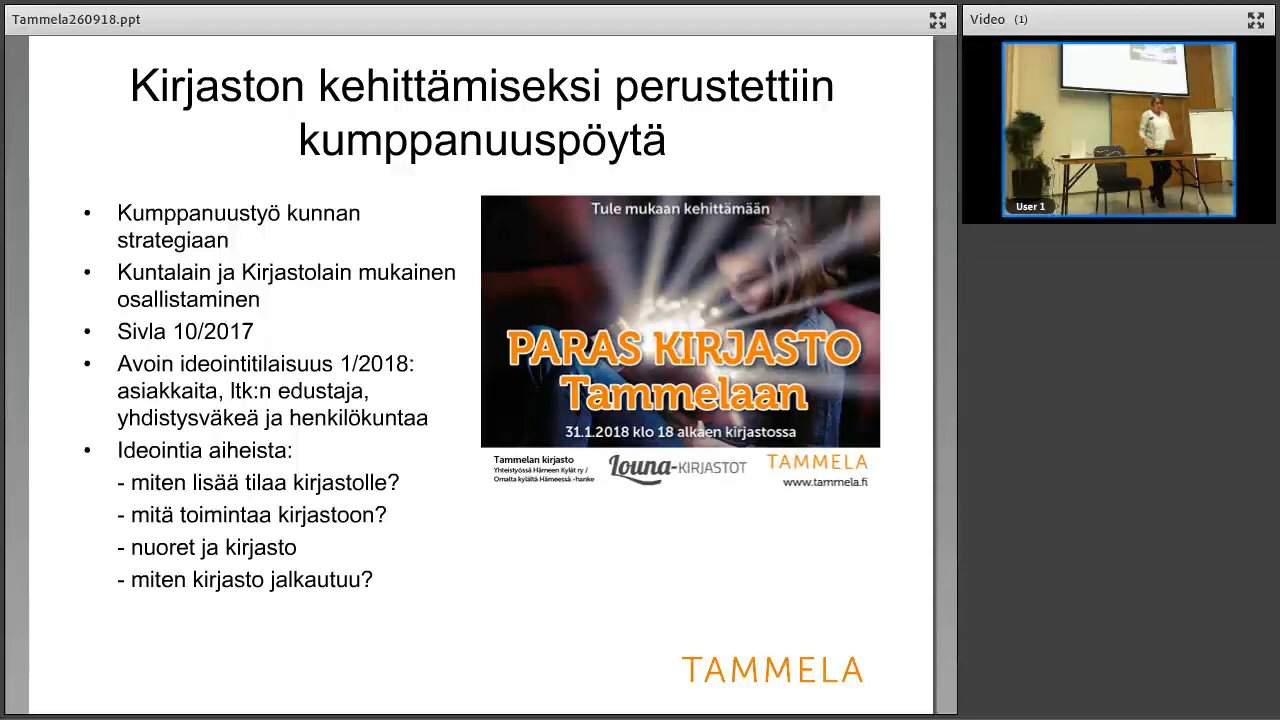 Tammela260918.ppt
Video (1)
Kirjaston kehittämiseksi perustettiin
kumppanuuspöytä
• Kumppanuustyö kunnan
strategiaan
• Kuntalain ja Kirjastolain mukainen
osallistaminen
• Sivla 10/2017
• Avoin ideointitilaisuus 1/2018:
asiakkaita, ltk:n edustaja,
yhdistysväkeä ja henkilökuntaa
• Ideointia aiheista:
- miten lisää tilaa kirjastolle?
- mitä toimintaa kirjastoon?
- nuoret ja kirjasto
- miten kirjasto jalkautuu?
Tule mukaan kehittämään
PARAS KIRJASTO
Tammelaan
31.1.2018 klo 18 alkaen kirjastossa
Tammelan kirjasto
Yhteistyössä Hämeen Kylät ry /
Omalta kylältä Hämeessä -hanke
Louna-KIRJASTOT
TAMMELA
www.tammela.fi
TAMMELA
User 1